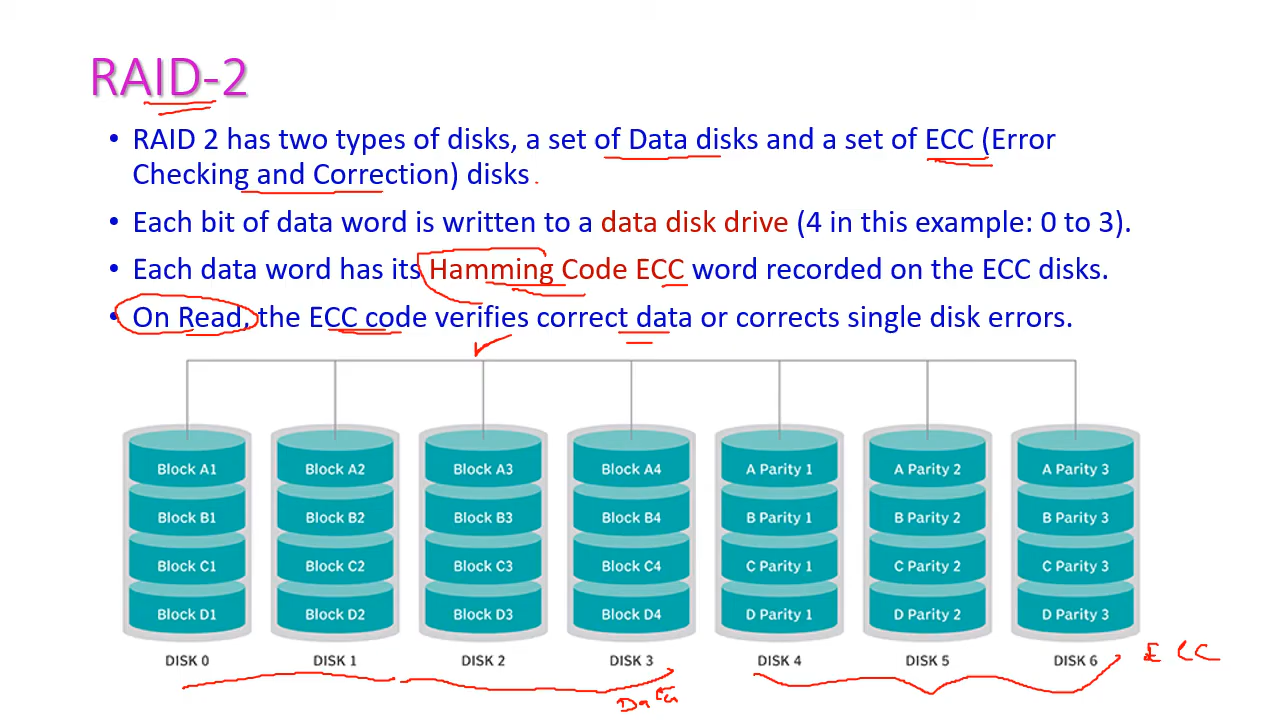 RAID-2
• RAID 2 has two types of disks, a set of Data disks and a set of ECC (Error
Checking and Correction) disks.
• Each bit of data word is written to a data disk drive (4 in this example: 0 to 3).
• Each data word has its Hamming Code ECC word recorded on the ECC disks.
• On Read, the ECC code verifies correct data or corrects single disk errors.
Block A1 Block A2 Block A3 Block A4 A Parity 1 A Parity 2 A Parity 3
Block B1 Block B2 Block B3 Block B4 B Parity 1 B Parity 2 B Parity 3
Block C1 Block C2 Block C3 Block C4 C Parity 1 C Parity 2 C Parity 3
Block D1 Block D2 Block D3 Block D4 D Parity 1 D Parity 2 D Parity 3
DISK 0 DISK 1 DISK 2 DISK 3 DISK 4 DISK 5 DISK 6 ECC
Data